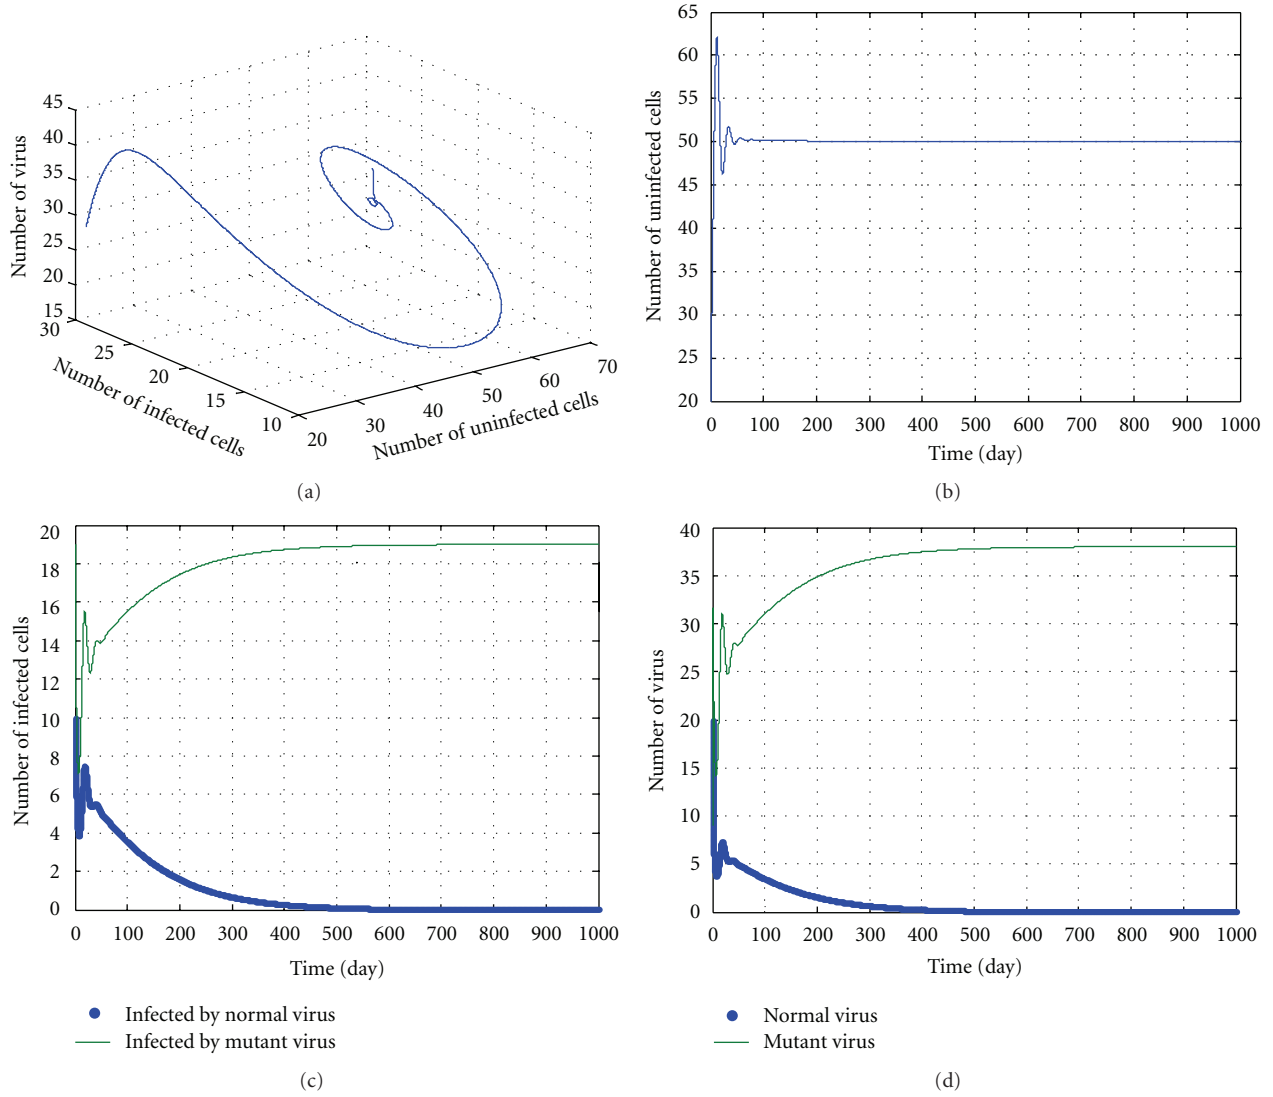 45
40
35
30
25
20
15
Number of virus
30
25
20
15
10
Number of infected cells
20
30
40
50
60
70
Number of uninfected cells
(a)
65
60
55
50
45
40
35
30
25
20
Number of uninfected cells
0 100 200 300 400 500 600 700 800 900 1000
Time (day)
(b)
20
18
16
14
12
10
8
6
4
2
0
Number of infected cells
0 100 200 300 400 500 600 700 800 900 1000
Time (day)
Infected by normal virus
Infected by mutant virus
(c)
40
35
30
25
20
15
10
5
0
Number of virus
0 100 200 300 400 500 600 700 800 900 1000
Time (day)
Normal virus
Mutant virus
(d)